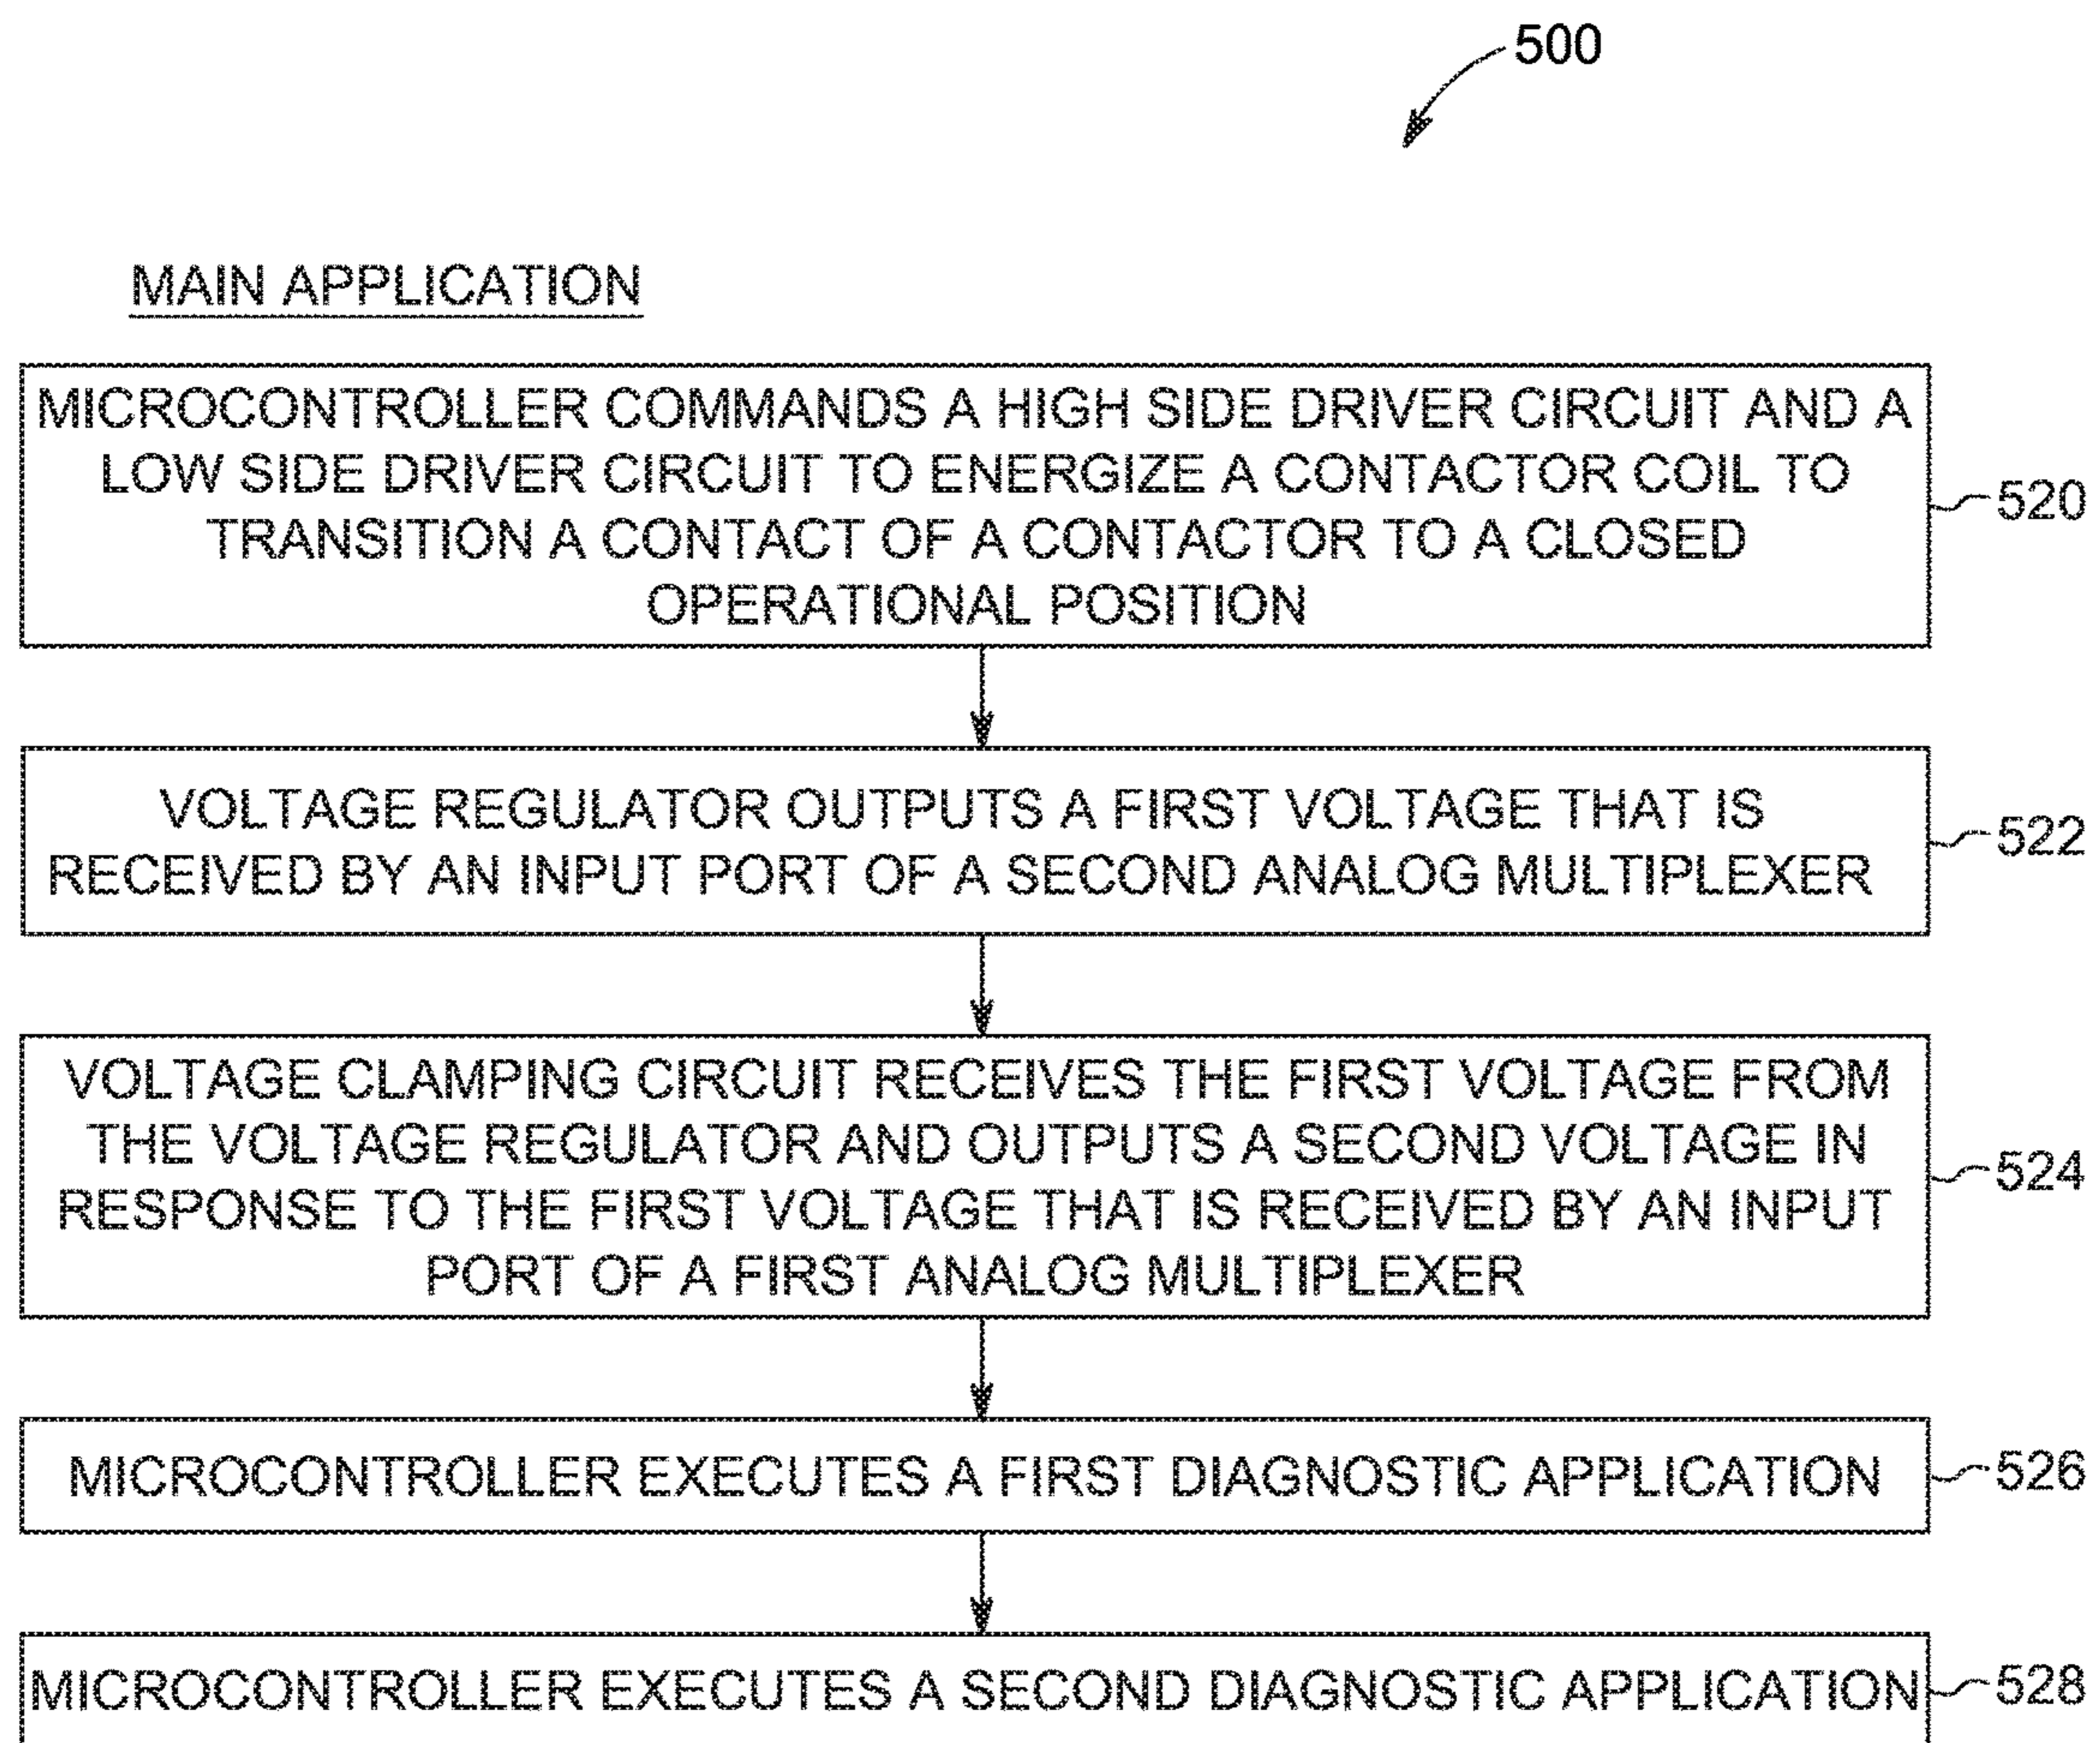 500
MAIN APPLICATION
MICROCONTROLLER COMMANDS A HIGH SIDE DRIVER CIRCUIT AND A
LOW SIDE DRIVER CIRCUIT TO ENERGIZE A CONTACTOR COIL TO
TRANSITION A CONTACT OF A CONTACTOR TO A CLOSED
OPERATIONAL POSITION
520
VOLTAGE REGULATOR OUTPUTS A FIRST VOLTAGE THAT IS
RECEIVED BY AN INPUT PORT OF A SECOND ANALOG MULTIPLEXER
522
VOLTAGE CLAMPING CIRCUIT RECEIVES THE FIRST VOLTAGE FROM
THE VOLTAGE REGULATOR AND OUTPUTS A SECOND VOLTAGE IN
RESPONSE TO THE FIRST VOLTAGE THAT IS RECEIVED BY AN INPUT
PORT OF A FIRST ANALOG MULTIPLEXER
524
MICROCONTROLLER EXECUTES A FIRST DIAGNOSTIC APPLICATION
526
MICROCONTROLLER EXECUTES A SECOND DIAGNOSTIC APPLICATION
528